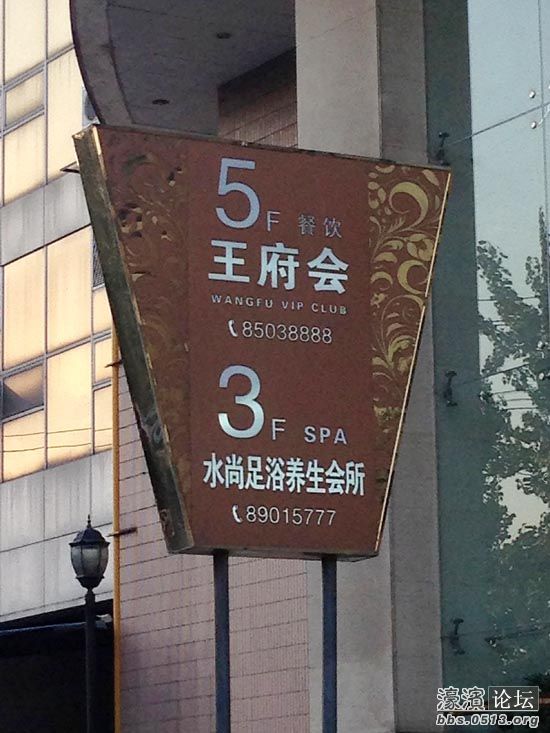 5F 餐饮
王府会
WANGFU VIP CLUB
85038888
3F SPA
水尚足浴养生会所
89015777
濠滨论坛
bbs.0513.org